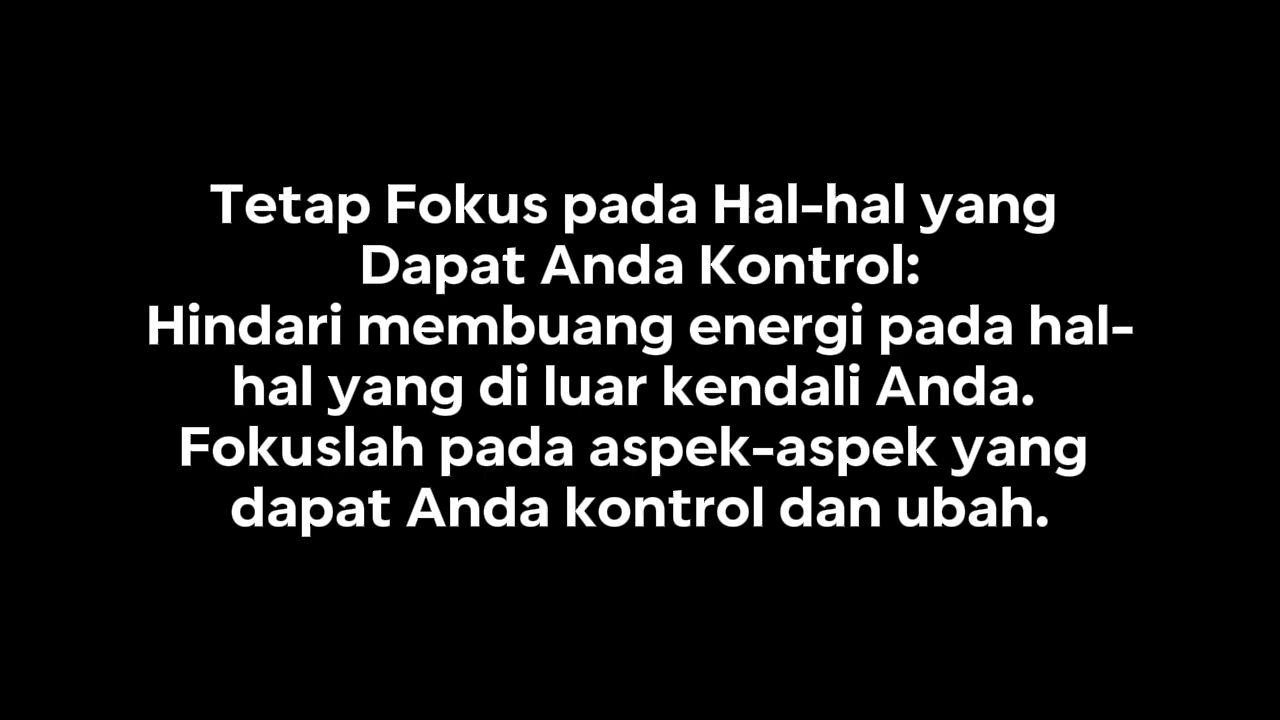 Tetap Fokus pada Hal-hal yang
Dapat Anda Kontrol:
Hindari membuang energi pada hal-
hal yang di luar kendali Anda.
Fokuslah pada aspek-aspek yang
dapat Anda kontrol dan ubah.